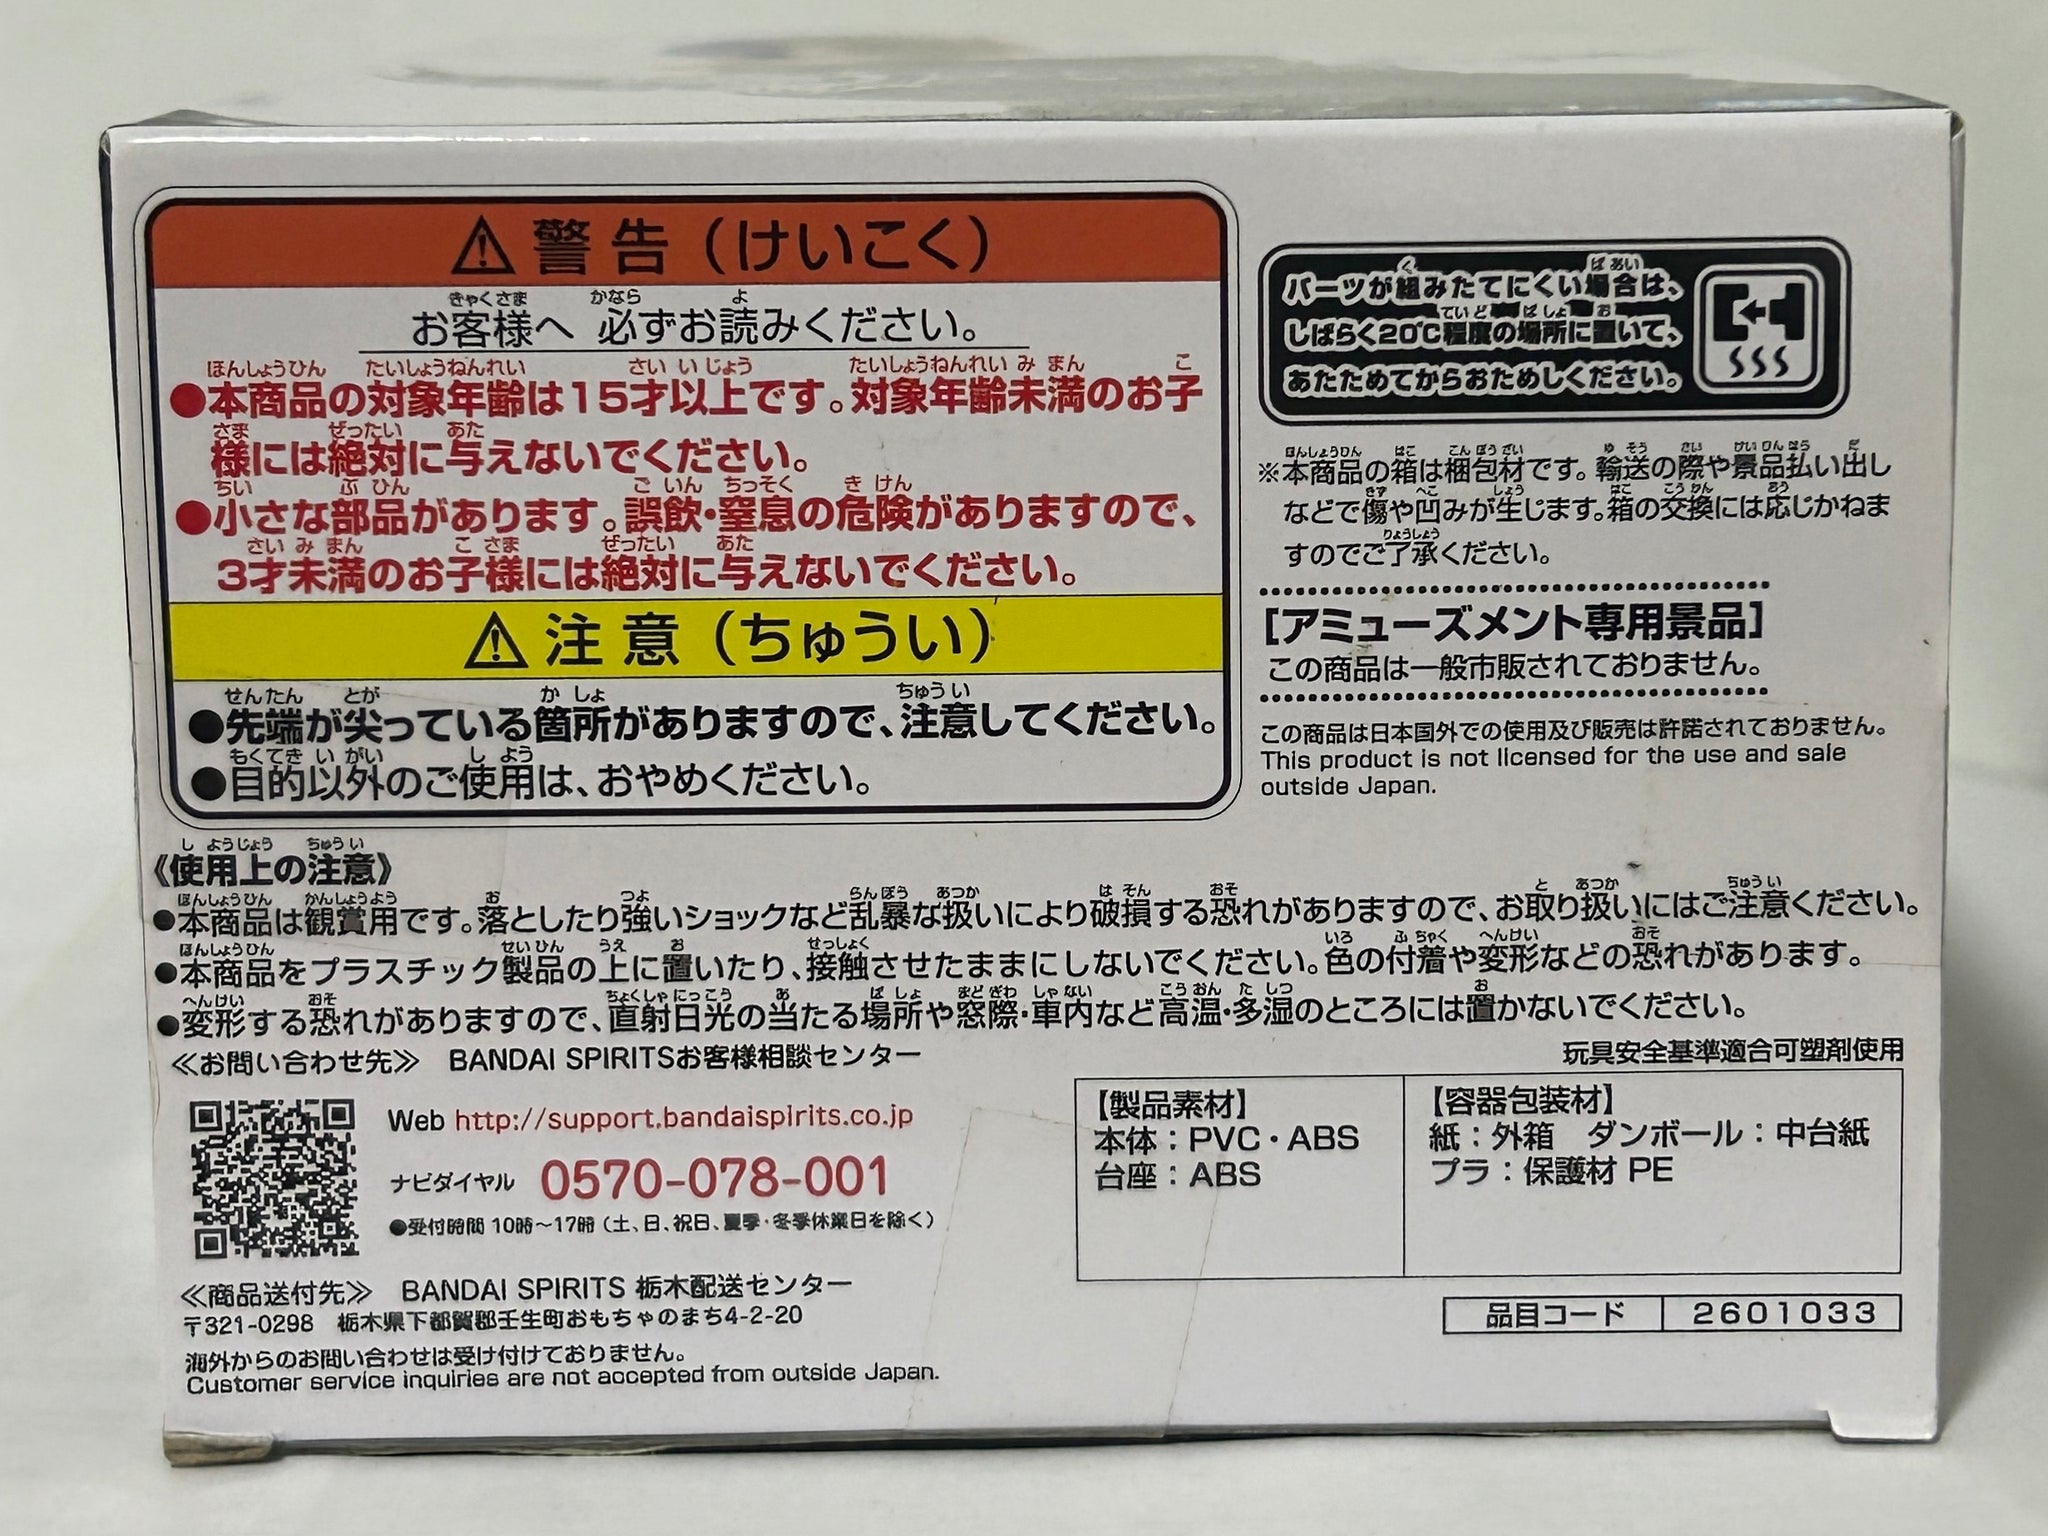 ⚠警告（けいこく）
お客様へ 必ずお読みください。
●本商品の対象年齢は15才以上です。対象年齢未満のお子
様には絶対に与えないでください。
●小さな部品があります。誤飲・窒息の危険がありますので、
3才未満のお子様には絶対に与えないでください。
⚠注意（ちゅうい）
●先端が尖っている箇所がありますので、注意してください。
●目的以外のご使用は、おやめください。
パーツが組みたてにくい場合は、
しばらく20℃程度の場所に置いて、
あたためてからおためしください。
※本商品の箱は梱包材です。輸送の際や景品払い出し
などで傷や凹みが生じます。箱の交換には応じかねま
すのでご了承ください。
[アミューズメント専用景品]
この商品は一般市販されておりません。
この商品は日本国外での使用及び販売は許諾されておりません。
This product is not licensed for the use and sale
outside Japan.
《使用上の注意》
●本商品は観賞用です。落としたり強いショックなど乱暴な扱いにより破損する恐れがありますので、お取り扱いにはご注意ください。
●本商品をプラスチック製品の上に置いたり、接触させたままにしないでください。色の付着や変形などの恐れがあります。
●変形する恐れがありますので、直射日光の当たる場所や窓際・車内など高温・多湿のところには置かないでください。
≪お問い合わせ先≫ BANDAI SPIRITSお客様相談センター
Web http://support.bandaispirits.co.jp
ナビダイヤル 0570-078-001
●受付時間 10時〜17時（土、日、祝日、夏季・冬季休業日を除く）
≪商品送付先≫ BANDAI SPIRITS 栃木配送センター
〒321-0298 栃木県下都賀郡壬生町おもちゃのまち4-2-20
海外からのお問い合わせは受け付けておりません。
Customer service inquiries are not accepted from outside Japan.
玩具安全基準適合可塑剤使用
【製品素材】
本体：PVC・ABS
台座：ABS
【容器包装材】
紙：外箱 ダンボール：中台紙
プラ：保護材 PE
品目コード 2601033